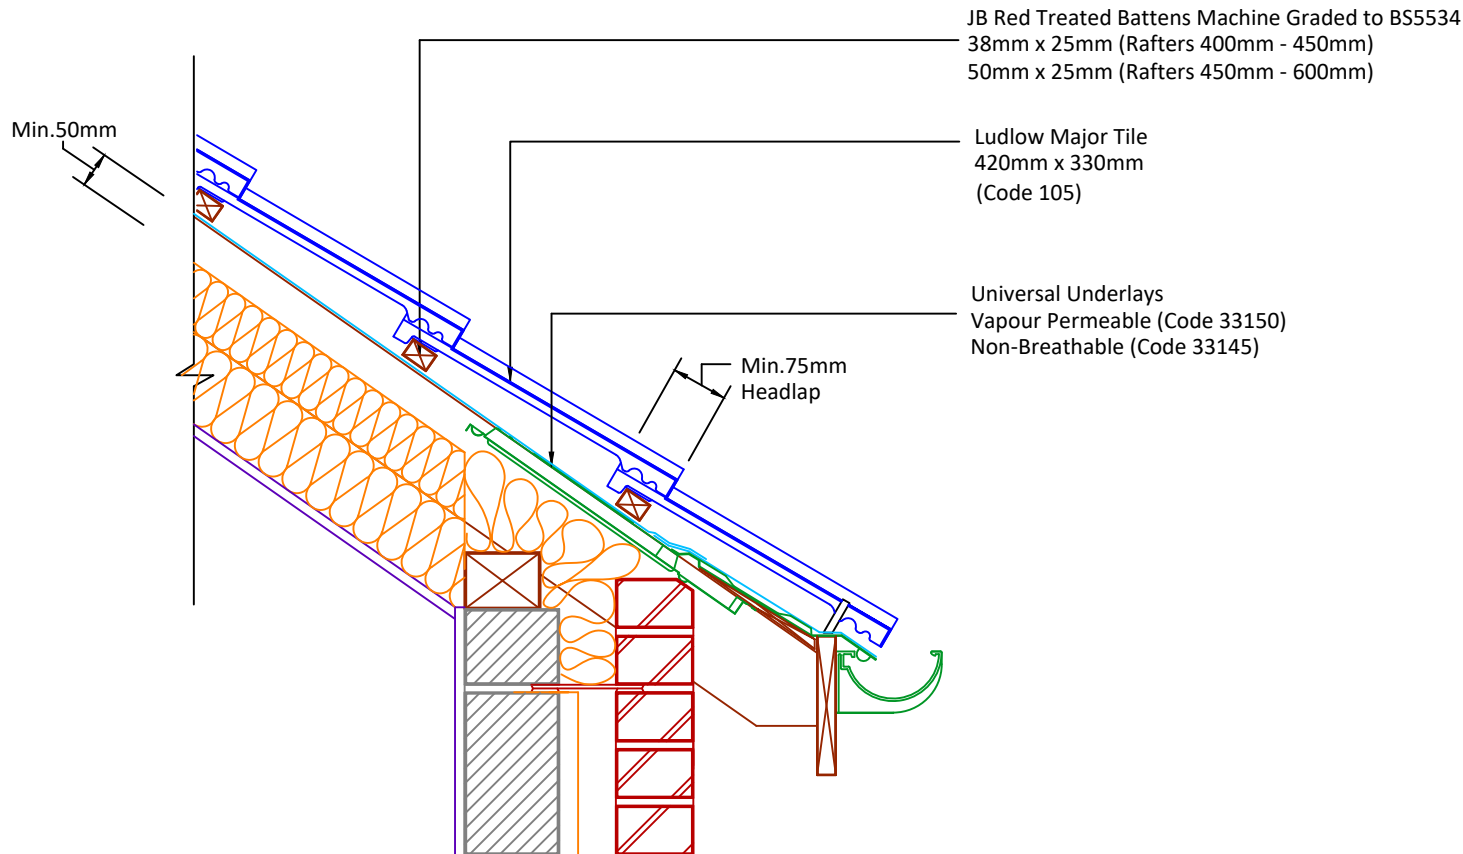 JB Red Treated Battens Machine Graded to BS5534
38mm x 25mm (Rafters 400mm - 450mm)
50mm x 25mm (Rafters 450mm - 600mm)
Min.50mm
Ludlow Major Tile
420mm x 330mm
(Code 105)
Universal Underlays
Vapour Permeable (Code 33150)
Non-Breathable (Code 33145)
Min.75mm
Headlap